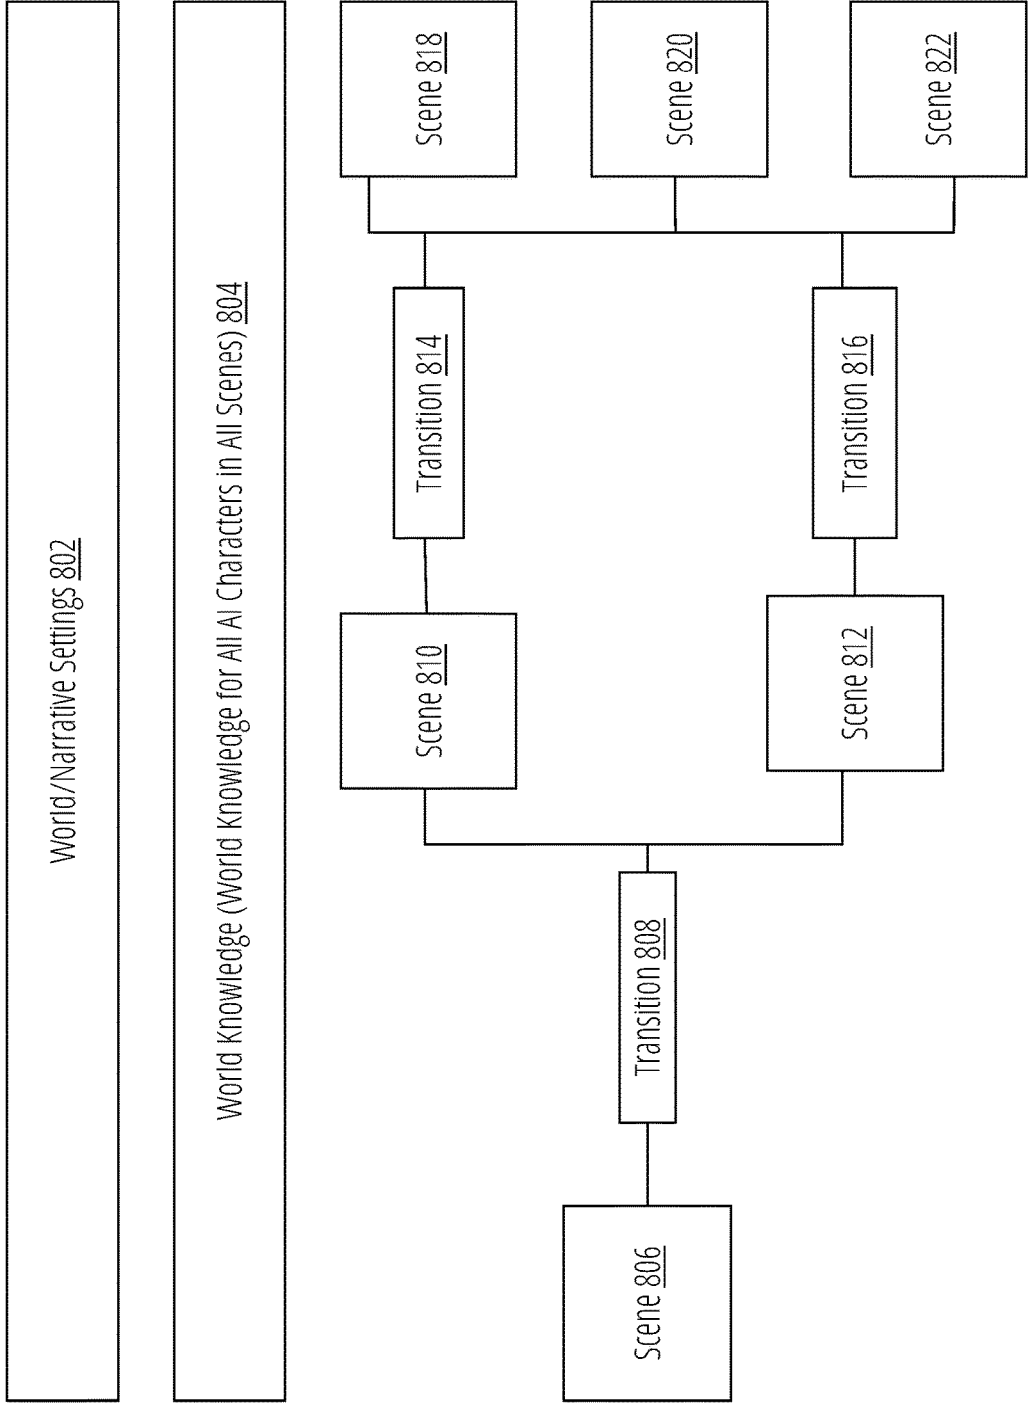 World/Narrative Settings 802
World Knowledge (World Knowledge for All AI Characters in All Scenes) 804
Scene 806
Transition 808
Scene 810
Scene 812
Transition 814
Transition 816
Scene 818
Scene 820
Scene 822